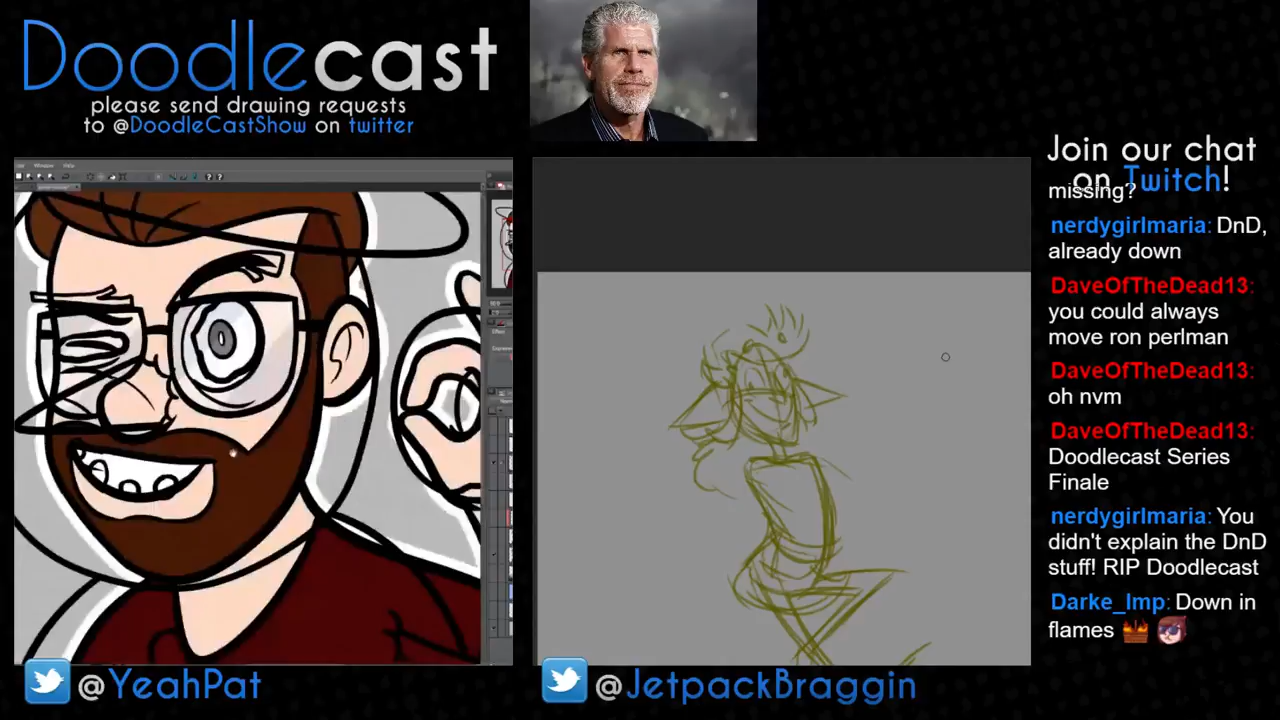 Doodlecast
please send drawing requests
to @DoodleCastShow on twitter
Window Help
Join our chat
on Twitch!
missing?
nerdygirlmaria: DnD,
already down
DaveOfTheDead13:
you could always
move ron perlman
DaveOfTheDead13:
oh nvm
DaveOfTheDead13:
Doodlecast Series
Finale
nerdygirlmaria: You
didn't explain the DnD
stuff! RIP Doodlecast
Darke_Imp: Down in
flames
@YeahPat
@JetpackBraggin